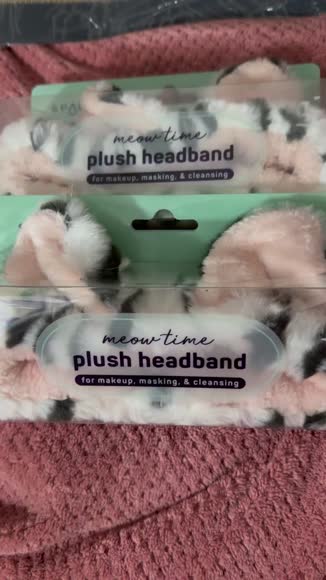 meow time
plush headband
for makeup, masking, & cleansing
meow time
plush headband
for makeup, masking, & cleansing